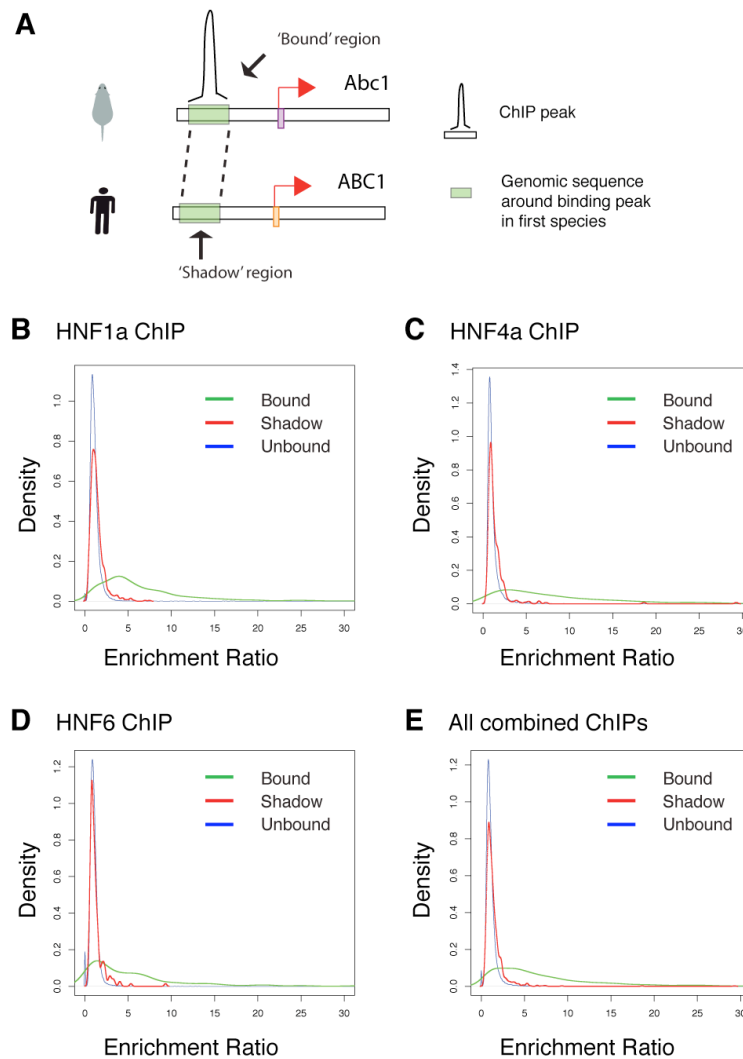 A
'Bound' region
Abc1
ChIP peak
ABC1
Genomic sequence
around binding peak
in first species
'Shadow' region
B HNF1a ChIP
Density
0.0 0.2 0.4 0.6 0.8 1.0
Bound
Shadow
Unbound
0 5 10 15 20 25 30
Enrichment Ratio
C HNF4a ChIP
Density
0.0 0.2 0.4 0.6 0.8 1.0 1.2 1.4
Bound
Shadow
Unbound
0 5 10 15 20 25 30
Enrichment Ratio
D HNF6 ChIP
Density
0.0 0.2 0.4 0.6 0.8 1.0 1.2
Bound
Shadow
Unbound
0 5 10 15 20 25 30
Enrichment Ratio
E All combined ChIPs
Density
0.0 0.2 0.4 0.6 0.8 1.0 1.2
Bound
Shadow
Unbound
0 5 10 15 20 25 30
Enrichment Ratio